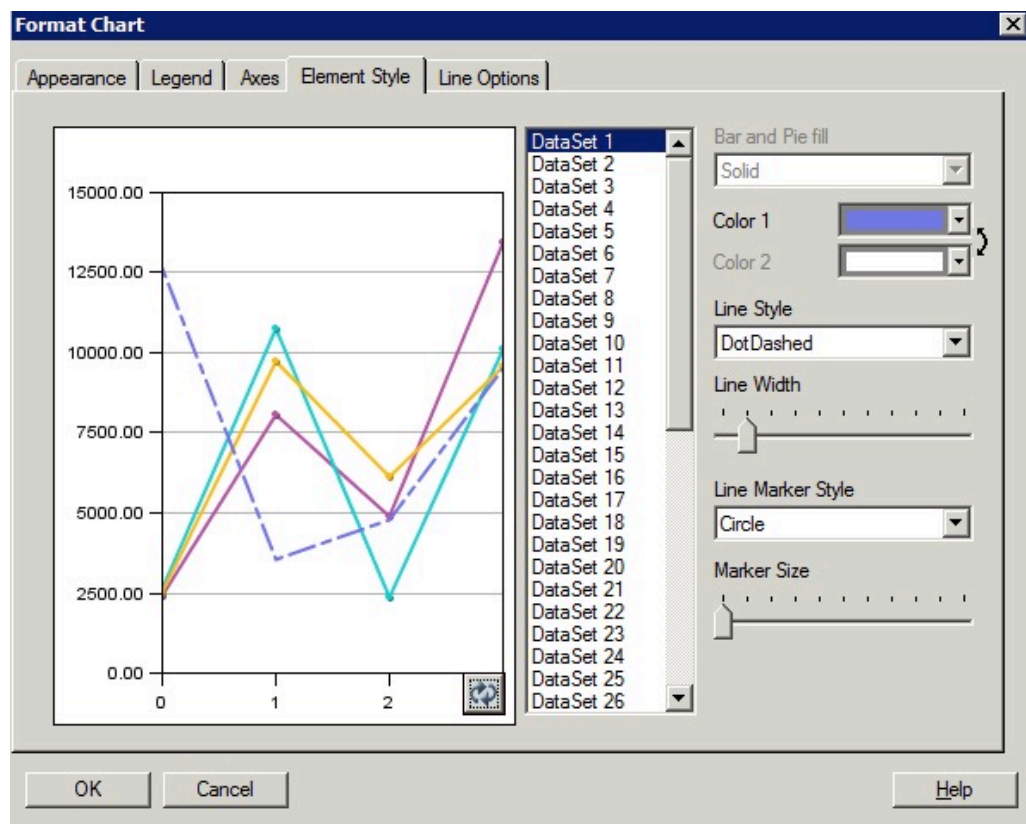 Format Chart
Appearance
Legend
Axes
Element Style
Line Options
15000.00
12500.00
10000.00
7500.00
5000.00
2500.00
0.00
0
1
2
DataSet 1
DataSet 2
DataSet 3
DataSet 4
DataSet 5
DataSet 6
DataSet 7
DataSet 8
DataSet 9
DataSet 10
DataSet 11
DataSet 12
DataSet 13
DataSet 14
DataSet 15
DataSet 16
DataSet 17
DataSet 18
DataSet 19
DataSet 20
DataSet 21
DataSet 22
DataSet 23
DataSet 24
DataSet 25
DataSet 26
Bar and Pie fill
Solid
Color 1
Color 2
Line Style
DotDashed
Line Width
Line Marker Style
Circle
Marker Size
OK
Cancel
Help